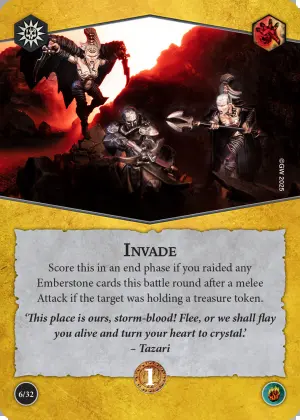 ©GW 2025
INVADE
Score this in an end phase if you raided any
Emberstone cards this battle round after a melee
Attack if the target was holding a treasure token.
‘This place is ours, storm-blood! Flee, or we shall flay
you alive and turn your heart to crystal.’
– Tazari
1
6/32